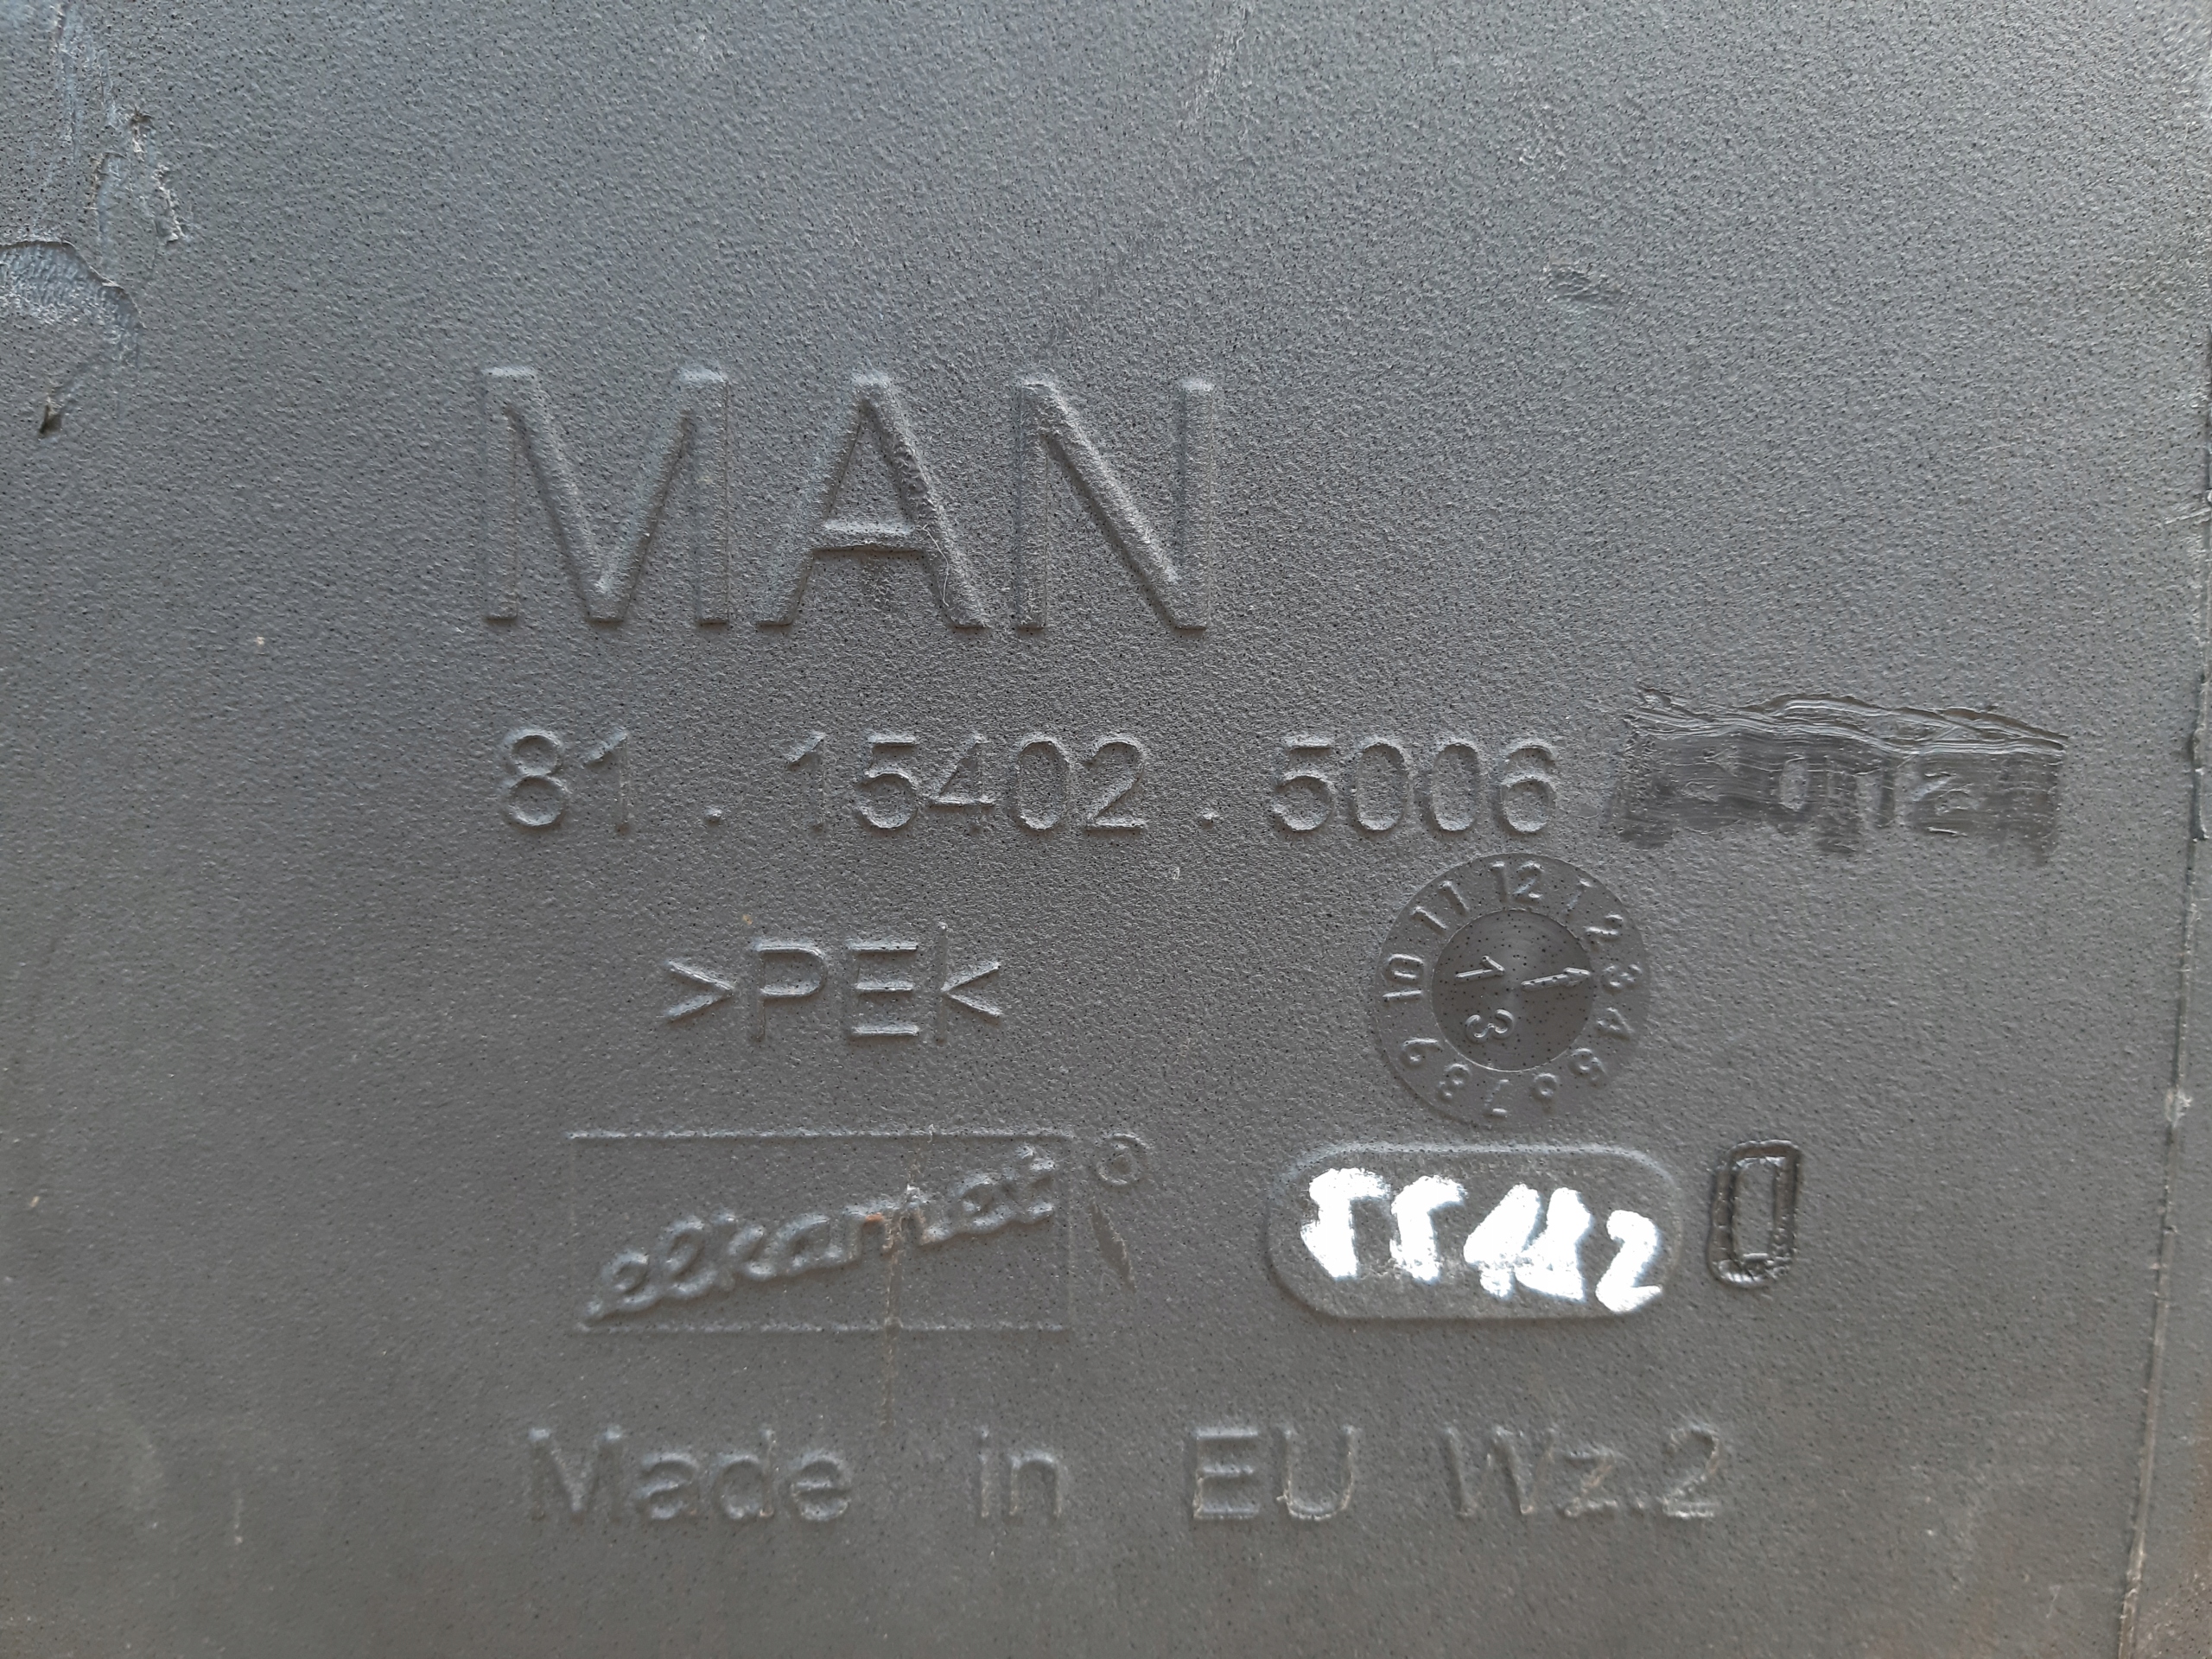 MAN
81.15402.5006
>PE<
12 1 2 3 4 5 6 7 8 9 10 11
1 3
elkamet ®
0
Made in EU Wz.2